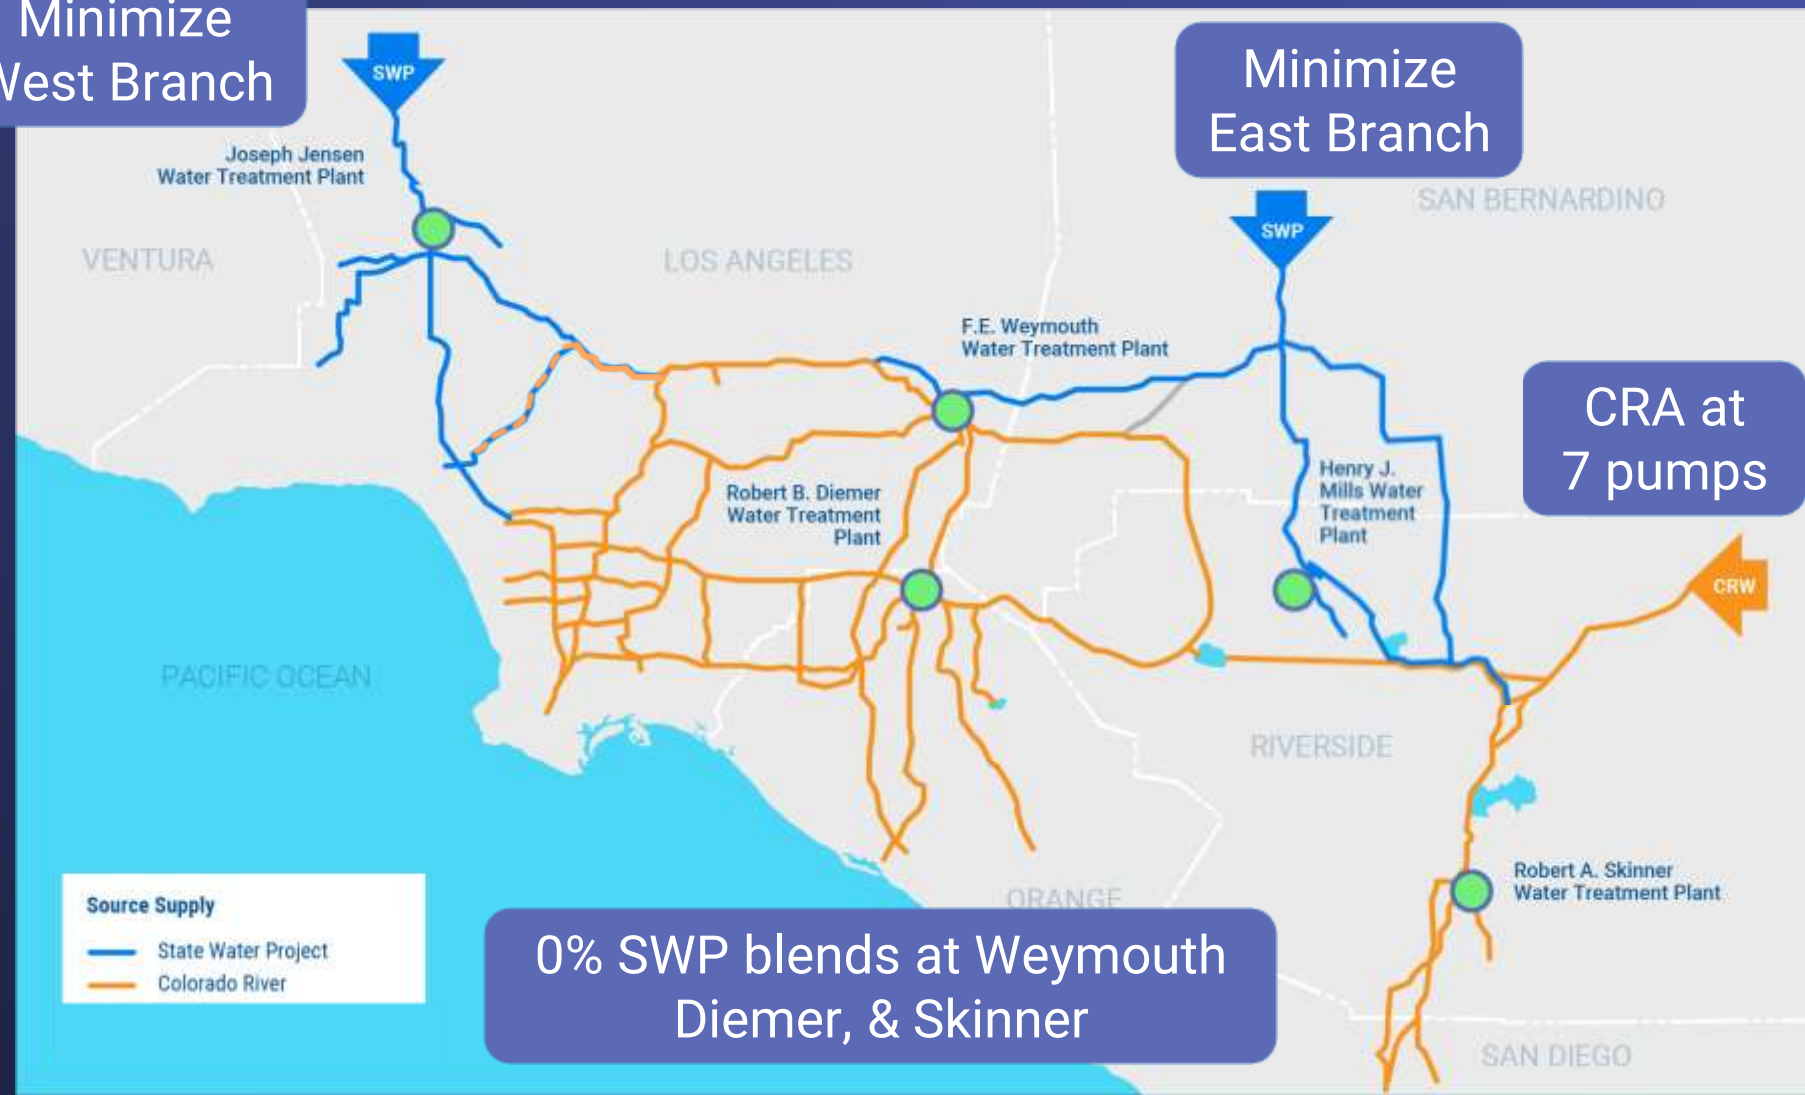 Minimize
West Branch
SWP
Minimize
East Branch
Joseph Jensen
Water Treatment Plant
SAN BERNARDINO
SWP
VENTURA
LOS ANGELES
F.E. Weymouth
Water Treatment Plant
CRA at
7 pumps
Henry J.
Mills Water
Treatment
Plant
Robert B. Diemer
Water Treatment
Plant
CRW
PACIFIC OCEAN
RIVERSIDE
Robert A. Skinner
Water Treatment Plant
ORANGE
Source Supply
State Water Project
Colorado River
0% SWP blends at Weymouth
Diemer, & Skinner
SAN DIEGO